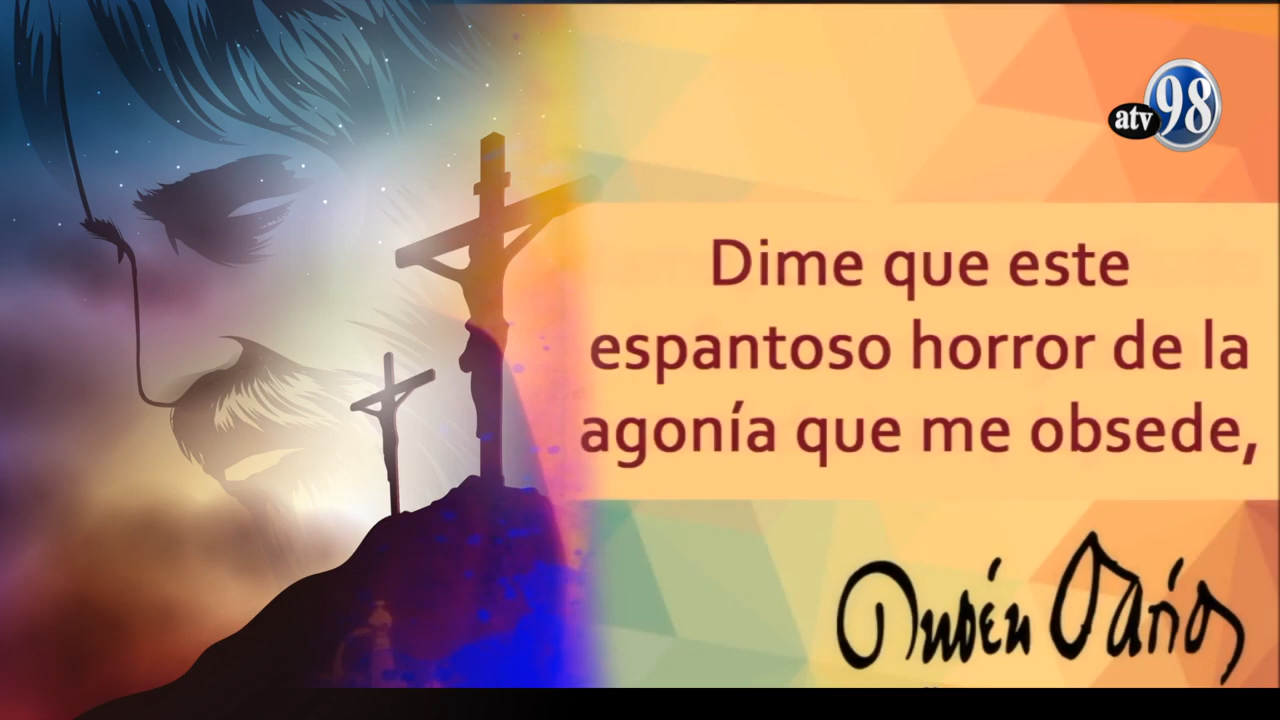 atv 98
Dime que este
espantoso horror de la
agonía que me obsede,
Rubén Darío